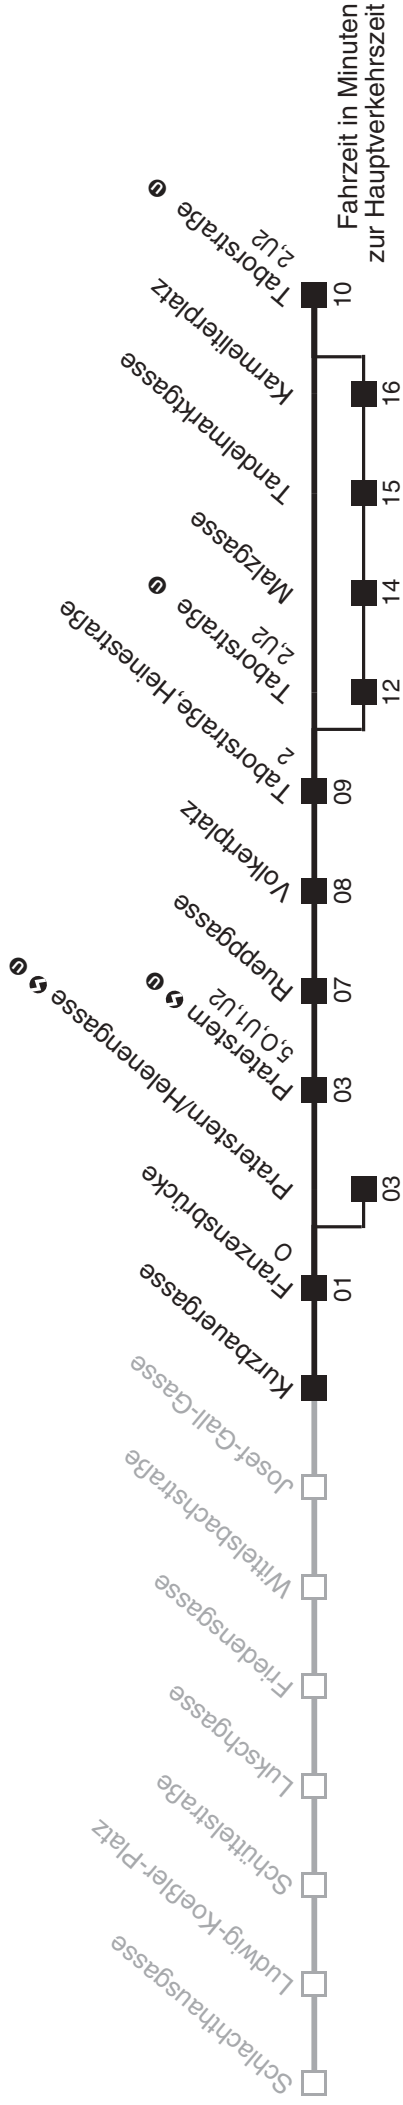 Schlachthausgasse
Ludwig-Koeßler-Platz
Schüttelstraße
Lukschgasse
Friedensgasse
Wittelsbachstraße
Josef-Gall-Gasse
Kurzbauergasse
Franzensbrücke
O
01
Praterstern/Helenengasse S U
03
Praterstern S U
5,O,U1,U2
03
Rueppgasse
07
Volkertplatz
08
Taborstraße, Heinestraße
2
09
Taborstraße U
2,U2
12
Malzgasse
14
Tandelmarktgasse
15
Karmeliterplatz
16
Taborstraße U
2,U2
10
Fahrzeit in Minuten
zur Hauptverkehrszeit